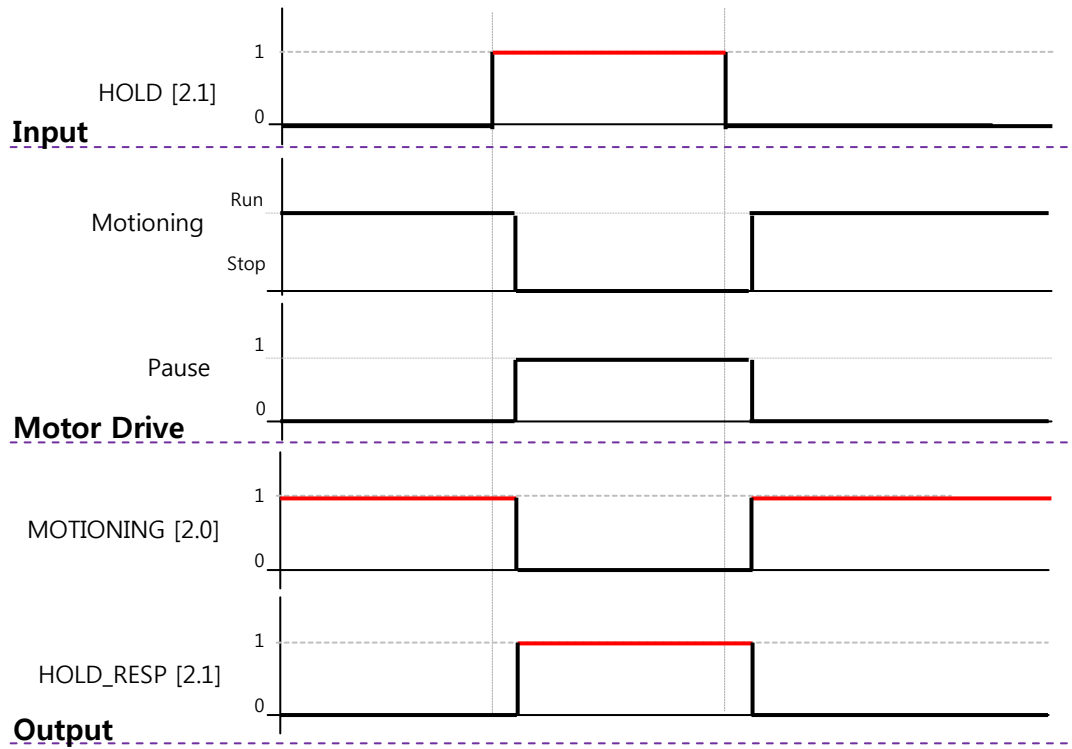 1
HOLD [2.1]
0
Input
Run
Motioning
Stop
1
Pause
0
Motor Drive
1
MOTIONING [2.0]
0
1
HOLD_RESP [2.1]
0
Output